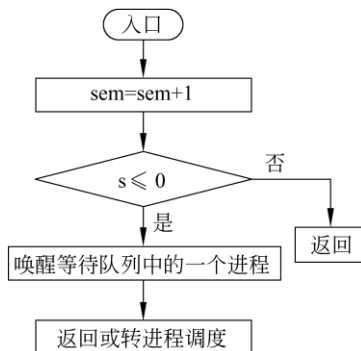 入口
sem=sem+1
s≤0
否
是
返回
唤醒等待队列中的一个进程
返回或转进程调度